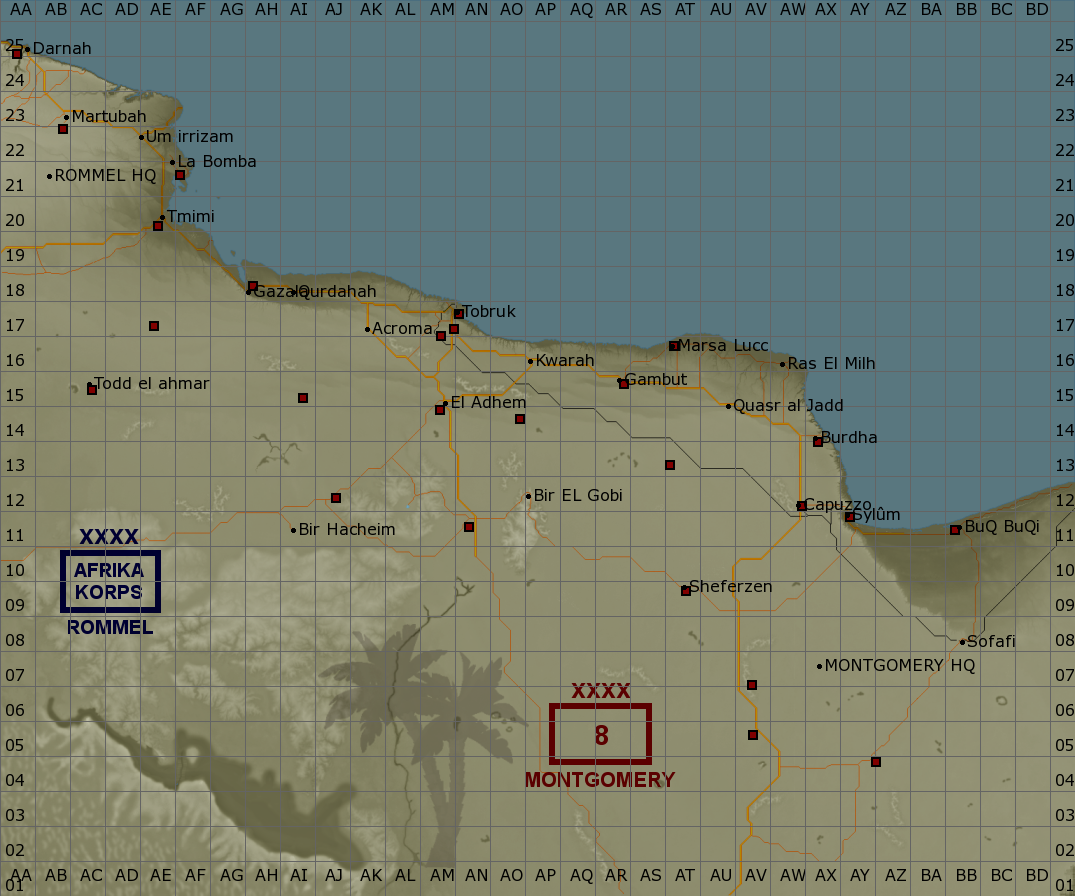 AA AB AC AD AE AF AG AH AI AJ AK AL AM AN AO AP AQ AR AS AT AU AV AW AX AY AZ BA BB BC BD
25 Darnah 25
24 24
23 Martubah 23
Um irrizam
22 La Bomba 22
21 ROMMEL HQ 21
20 Tmimi 20
19 19
18 Gazala Qurdahah 18
Tobruk
17 Acroma 17
Marsa Lucc
16 Kwarah Ras El Milh 16
Todd el ahmar Gambut
15 El Adhem Quasr al Jadd 15
14 Burdha 14
13 13
12 Bir EL Gobi Capuzzo 12
Sylûm
11 Bir Hacheim BuQ BuQi 11
XXXX
10 AFRIKA 10
KORPS Sheferzen
09 09
ROMMEL
08 Sofafi 08
07 MONTGOMERY HQ 07
XXXX
06 06
8
05 05
04 MONTGOMERY 04
03 03
02 02
AA AB AC AD AE AF AG AH AI AJ AK AL AM AN AO AP AQ AR AS AT AU AV AW AX AY AZ BA BB BC BD
01 01